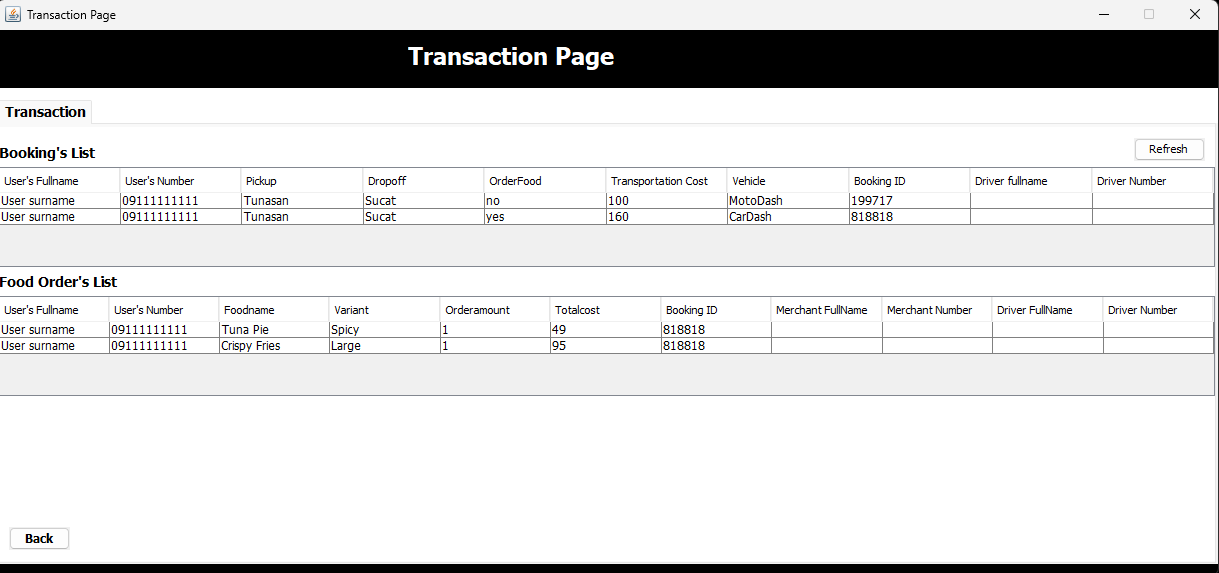 Transaction Page
Transaction Page
Transaction
Booking's List
Refresh
User's Fullname User's Number Pickup Dropoff OrderFood Transportation Cost Vehicle Booking ID Driver fullname Driver Number
User surname 09111111111 Tunasan Sucat no 100 MotoDash 199717
User surname 09111111111 Tunasan Sucat yes 160 CarDash 818818
Food Order's List
User's Fullname User's Number Foodname Variant Orderamount Totalcost Booking ID Merchant FullName Merchant Number Driver FullName Driver Number
User surname 09111111111 Tuna Pie Spicy 1 49 818818
User surname 09111111111 Crispy Fries Large 1 95 818818
Back